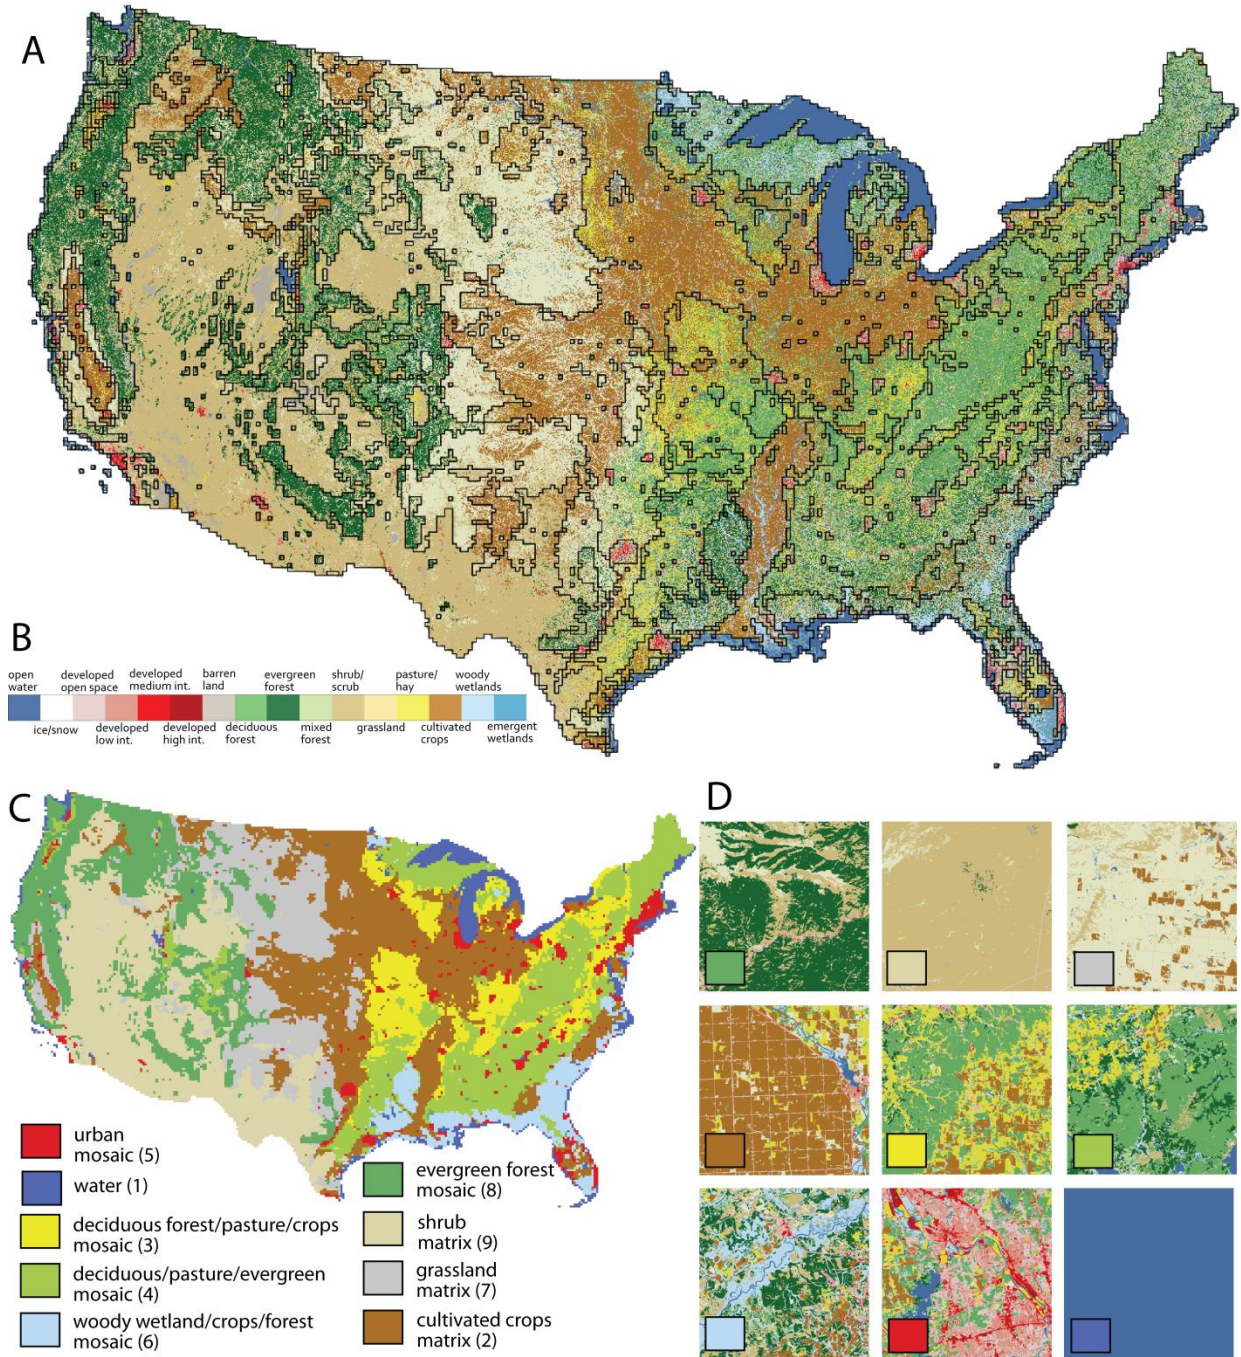 A
B
open
water
developed
open space
developed
medium int.
barren
land
evergreen
forest
shrub/
scrub
pasture/
hay
woody
wetlands
ice/snow
developed
low int.
developed
high int.
deciduous
forest
mixed
forest
grassland
cultivated
crops
emergent
wetlands
C
D
urban
mosaic (5)
water (1)
deciduous forest/pasture/crops
mosaic (3)
deciduous/pasture/evergreen
mosaic (4)
woody wetland/crops/forest
mosaic (6)
evergreen forest
mosaic (8)
shrub
matrix (9)
grassland
matrix (7)
cultivated crops
matrix (2)